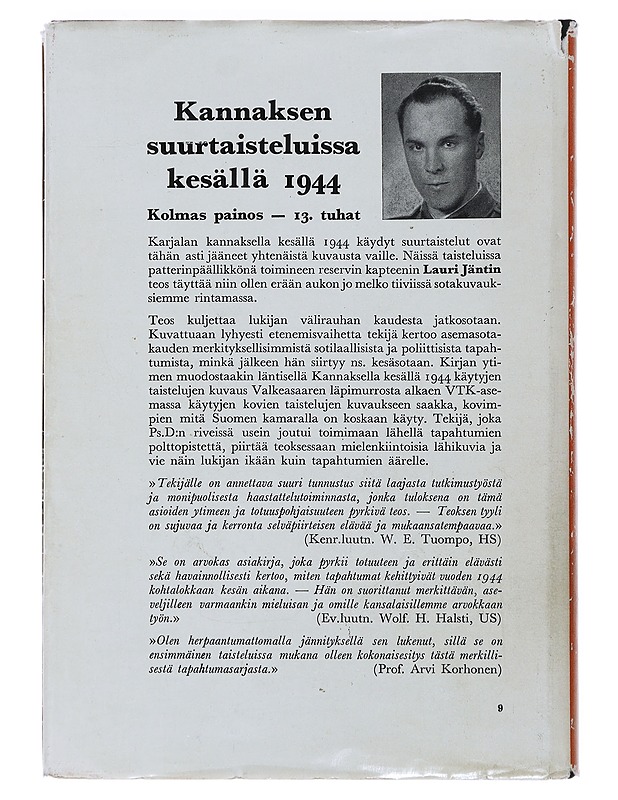 Kannaksen
suurtaisteluissa
kesällä 1944
Kolmas painos — 13. tuhat
Karjalan kannaksella kesällä 1944 käydyt suurtaistelut ovat
tähän asti jääneet yhtenäistä kuvausta vaille. Näissä taisteluissa
patterinpäällikkönä toimineen reservin kapteenin Lauri Jäntin
teos täyttää niin ollen erään aukon jo melko tiiviissä sotakuvauk-
siemme rintamassa.
Teos kuljettaa lukijan välirauhan kaudesta jatkosotaan.
Kuvattuaan lyhyesti etenemisvaihetta tekijä kertoo asemasota-
kauden merkityksellisimmistä sotilaallisista ja poliittisista tapah-
tumista, minkä jälkeen hän siirtyy ns. kesäsotaan. Kirjan yti-
men muodostaakin läntisellä Kannaksella kesällä 1944 käytyjen
taistelujen kuvaus Valkeasaaren läpimurrosta alkaen VTK-ase-
massa käytyjen kovien taistelujen kuvaukseen saakka, kovim-
pien mitä Suomen kamaralla on koskaan käyty. Tekijä, joka
Ps.D:n riveissä usein joutui toimimaan lähellä tapahtumien
polttopistettä, piirtää teoksessaan mielenkiintoisia lähikuvia ja
vie näin lukijan ikään kuin tapahtumien äärelle.
»Tekijälle on annettava suuri tunnustus siitä laajasta tutkimustyöstä
ja monipuolisesta haastattelutoiminnasta, jonka tuloksena on tämä
asioiden ytimeen ja totuuspohjaisuuteen pyrkivä teos. — Teoksen tyyli
on sujuvaa ja kerronta selväpiirteisen elävää ja mukaansatempaavaa.»
(Kenr.luutn. W. E. Tuompo, HS)
»Se on arvokas asiakirja, joka pyrkii totuuteen ja erittäin elävästi
sekä havainnollisesti kertoo, miten tapahtumat kehittyivät vuoden 1944
kohtalokkaan kesän aikana. — Hän on suorittanut merkittävän, ase-
veljilleen varmaankin mieluisan ja omille kansalaisillemme arvokkaan
työn.» (Ev.luutn. Wolf. H. Halsti, US)
»Olen herpaantumattomalla jännityksellä sen lukenut, sillä se on
ensimmäinen taisteluissa mukana olleen kokonaisesitys tästä merkilli-
sestä tapahtumasarjasta.» (Prof. Arvi Korhonen)
9